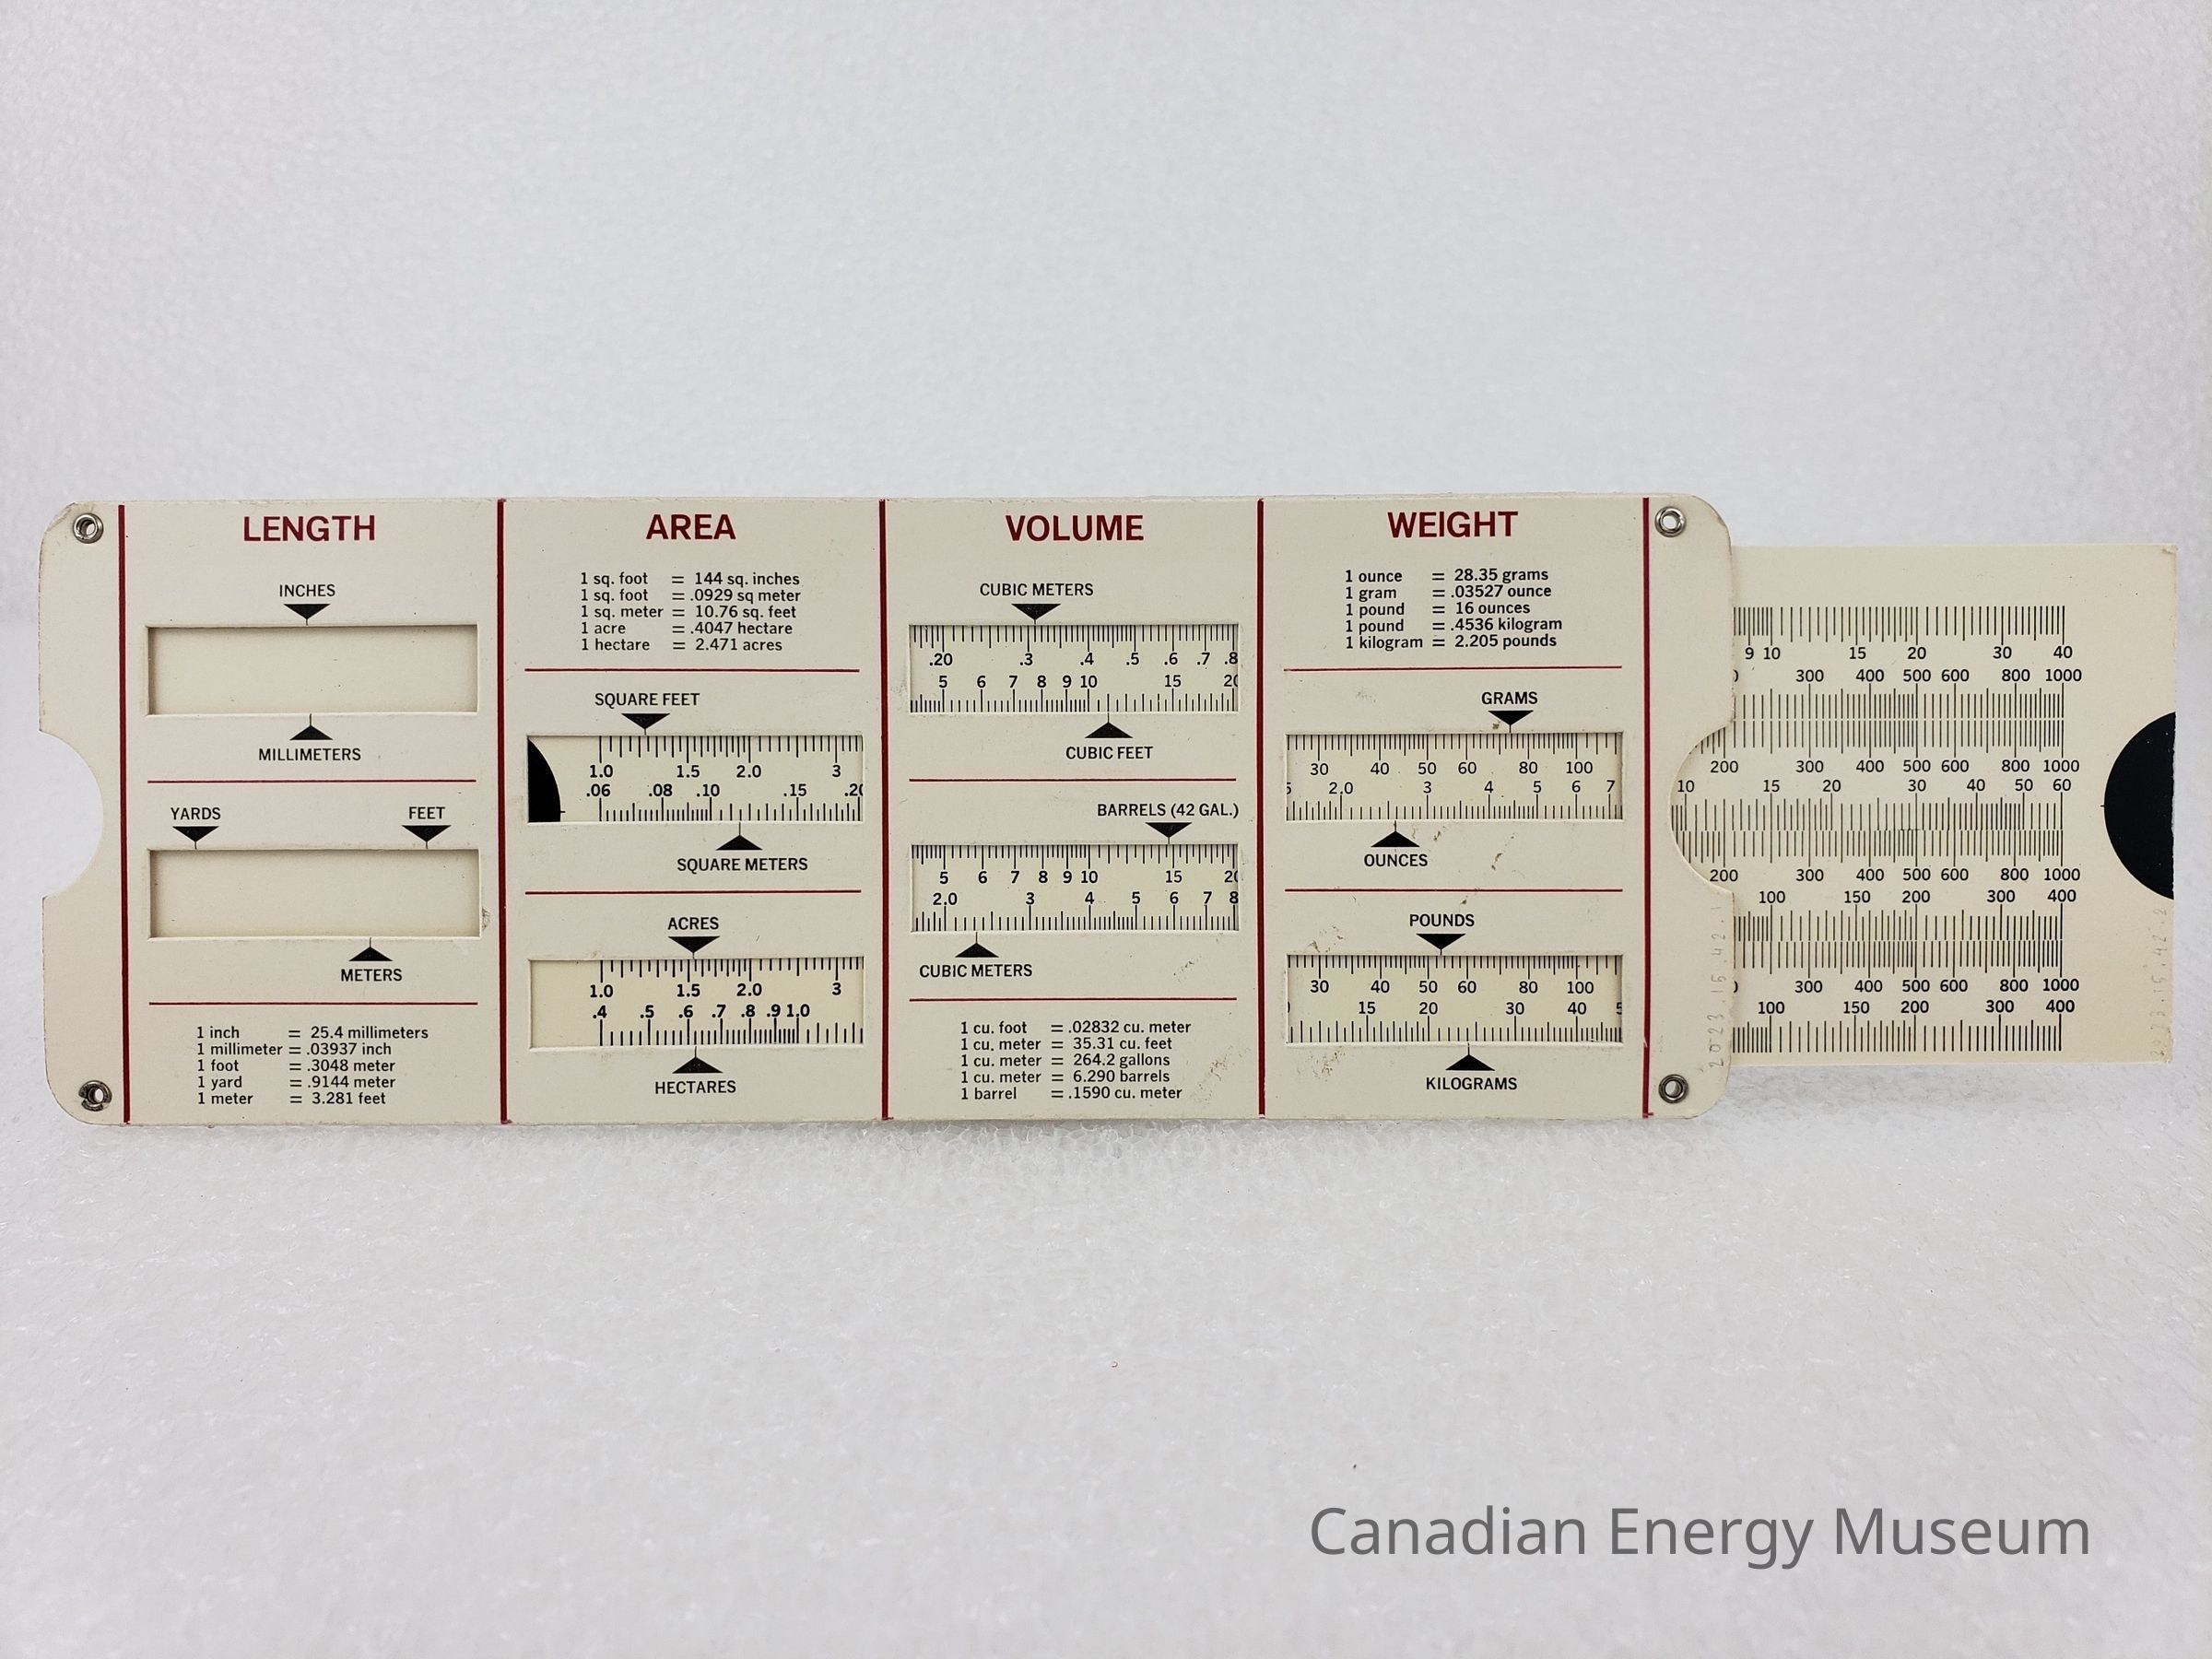 LENGTH
INCHES
MILLIMETERS
YARDS FEET
METERS
1 inch = 25.4 millimeters
1 millimeter = .03937 inch
1 foot = .3048 meter
1 yard = .9144 meter
1 meter = 3.281 feet
AREA
1 sq. foot = 144 sq. inches
1 sq. foot = .0929 sq meter
1 sq. meter = 10.76 sq. feet
1 acre = .4047 hectare
1 hectare = 2.471 acres
SQUARE FEET
1.0 1.5 2.0 3
.06 .08 .10 .15 .20
SQUARE METERS
ACRES
1.0 1.5 2.0 3
.4 .5 .6 .7 .8 .9 1.0
HECTARES
VOLUME
CUBIC METERS
.20 .3 .4 .5 .6 .7 .8
5 6 7 8 9 10 15 20
CUBIC FEET
BARRELS (42 GAL.)
5 6 7 8 9 10 15 20
2.0 3 4 5 6 7 8
CUBIC METERS
1 cu. foot = .02832 cu. meter
1 cu. meter = 35.31 cu. feet
1 cu. meter = 264.2 gallons
1 cu. meter = 6.290 barrels
1 barrel = .1590 cu. meter
WEIGHT
1 ounce = 28.35 grams
1 gram = .03527 ounce
1 pound = 16 ounces
1 pound = .4536 kilogram
1 kilogram = 2.205 pounds
GRAMS
30 40 50 60 80 100
2.0 3 4 5 6 7
OUNCES
POUNDS
30 40 50 60 80 100
15 20 30 40
KILOGRAMS
2023.16.42.1
9 10 15 20 30 40
300 400 500 600 800 1000
200 300 400 500 600 800 1000
10 15 20 30 40 50 60
200 300 400 500 600 800 1000
100 150 200 300 400
300 400 500 600 800 1000
100 150 200 300 400
Canadian Energy Museum